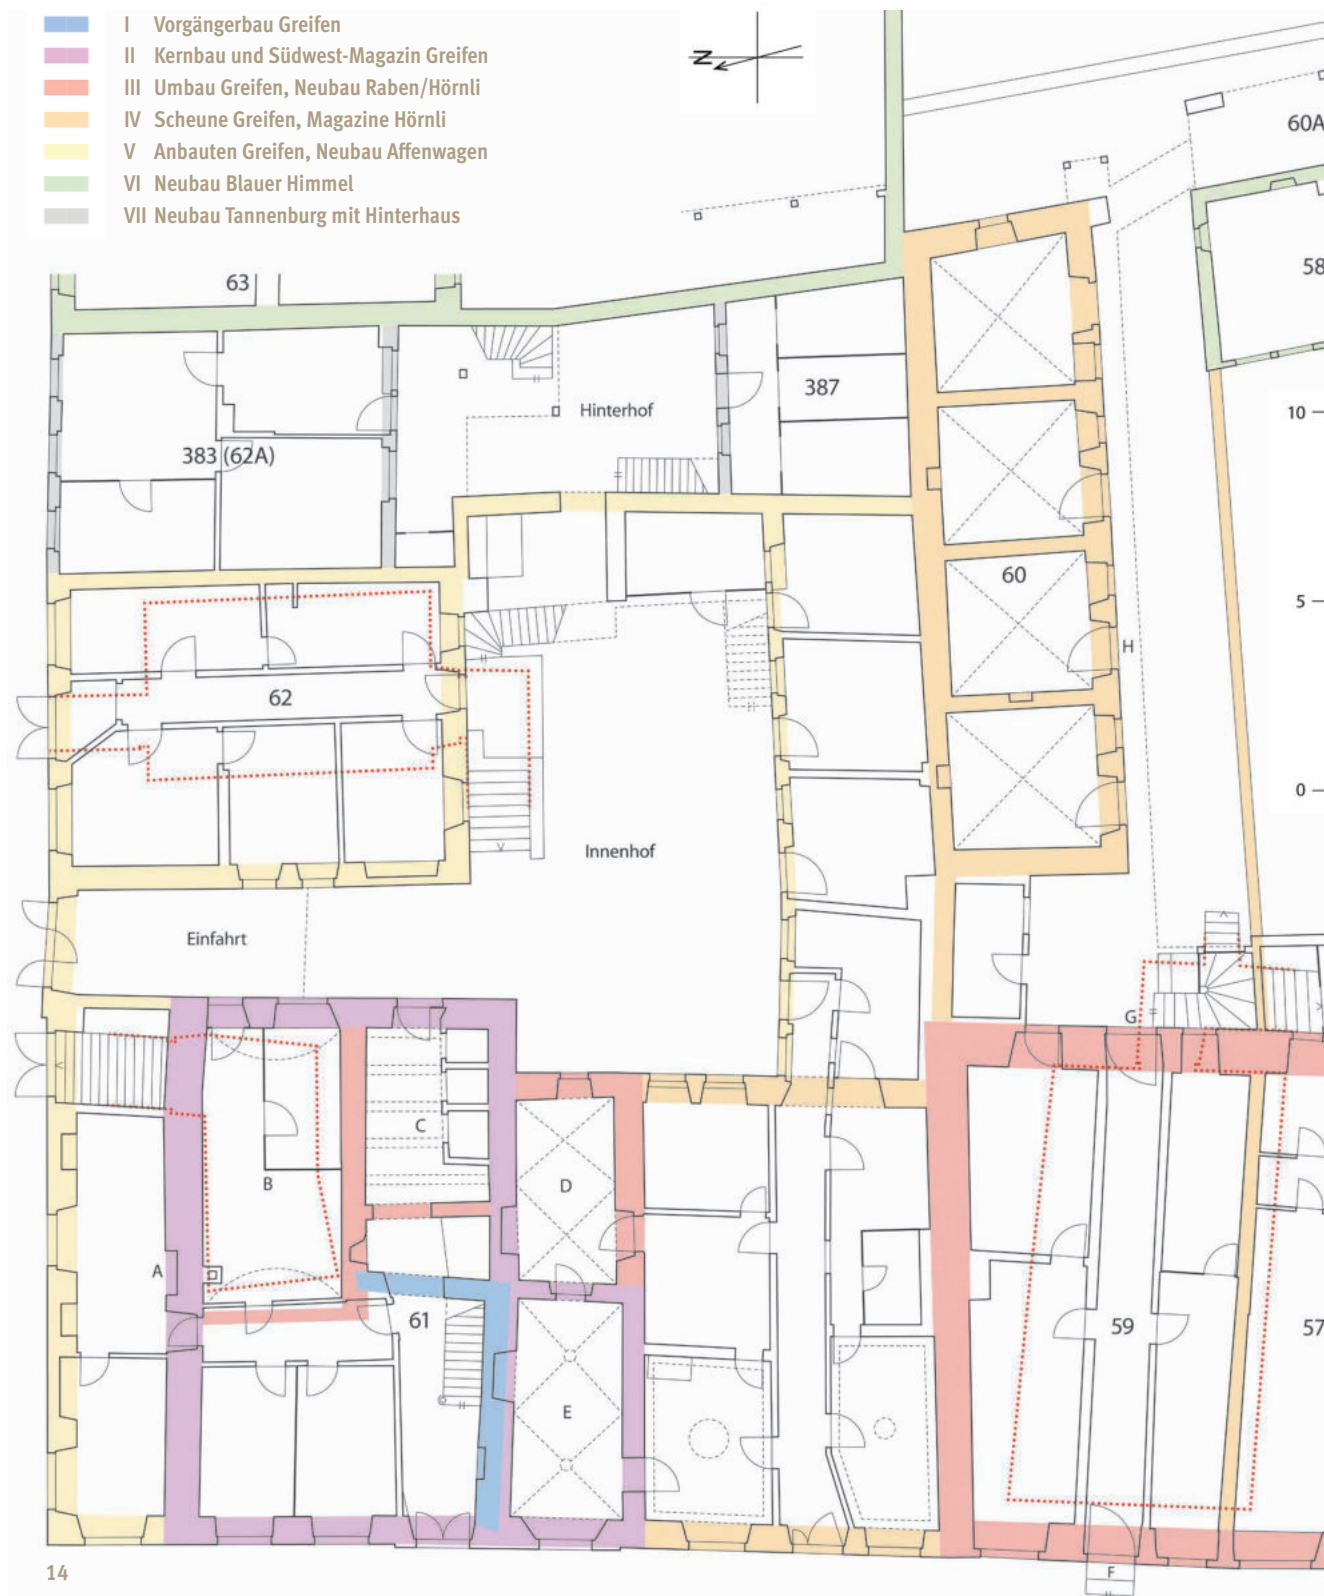 I Vorgängerbau Greifen
II Kernbau und Südwest-Magazin Greifen
III Umbau Greifen, Neubau Raben/Hörnli
IV Scheune Greifen, Magazine Hörnli
V Anbauten Greifen, Neubau Affenwagen
VI Neubau Blauer Himmel
VII Neubau Tannenburg mit Hinterhaus
N
60A
63
58
387
10
Hinterhof
383 (62A)
60
5
H
62
0
Innenhof
Einfahrt
G
C
B
D
A
61
59
57
E
F
14